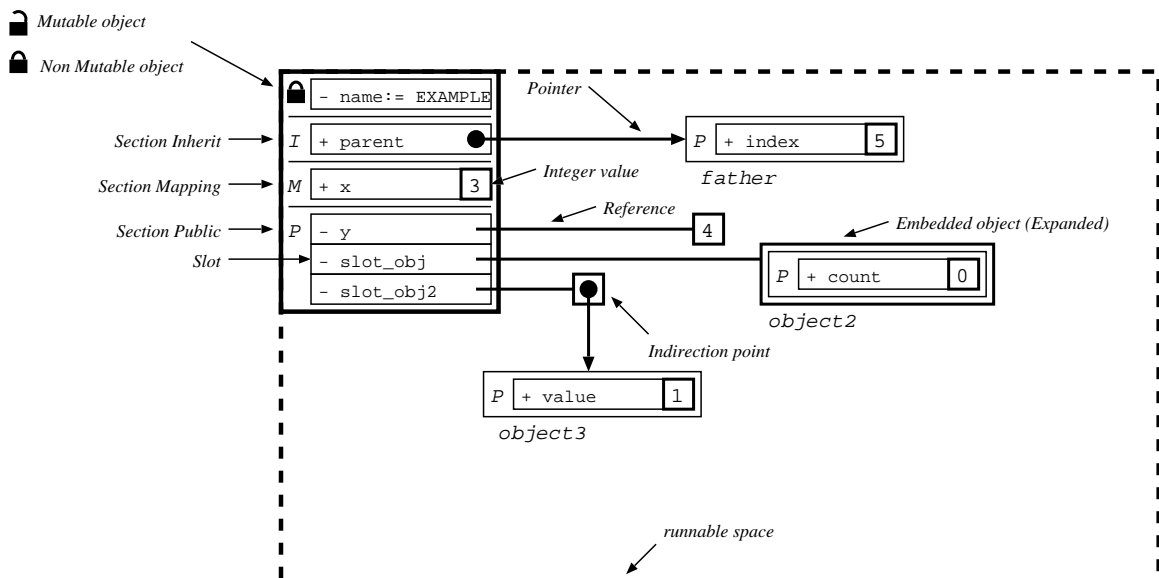 Mutable object
Non Mutable object
- name:= EXAMPLE
Pointer
Section Inherit
I + parent
P + index 5
father
Section Mapping
M + x 3
Integer value
Reference
Section Public
P - y
4
Embedded object (Expanded)
Slot
- slot_obj
P + count 0
- slot_obj2
object2
Indirection point
P + value 1
object3
runnable space